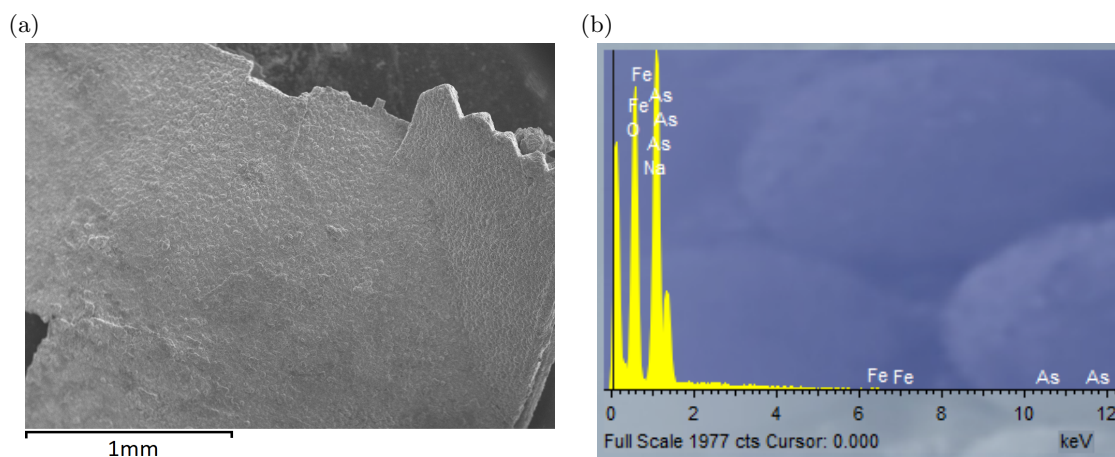 (a)
(b)
1mm
Fe
As
Fe
As
O
As
Na
Fe Fe As As
0 2 4 6 8 10 12
Full Scale 1977 cts Cursor: 0.000 keV